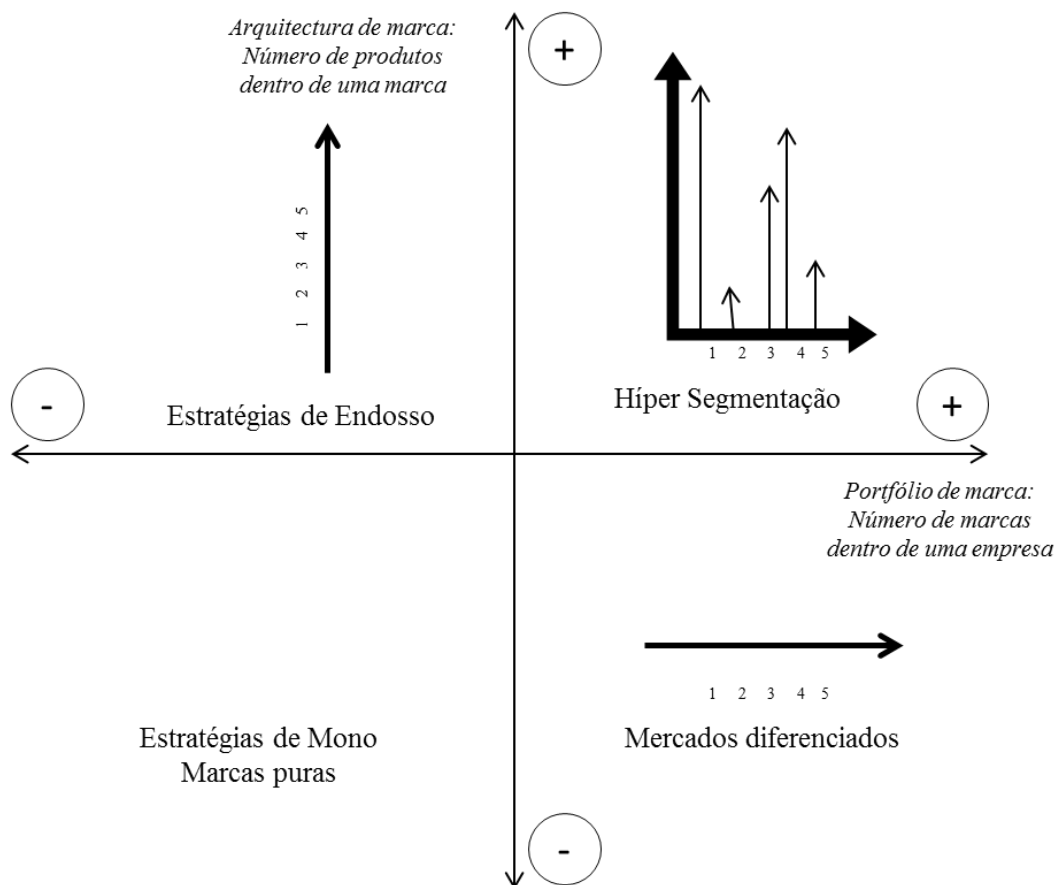 Arquitectura de marca:
Número de produtos
dentro de uma marca
+
1 2 3 4 5
1 2 3 4 5
-
Estratégias de Endosso
Híper Segmentação
+
Portfólio de marca:
Número de marcas
dentro de uma empresa
1 2 3 4 5
Estratégias de Mono
Marcas puras
Mercados diferenciados
-